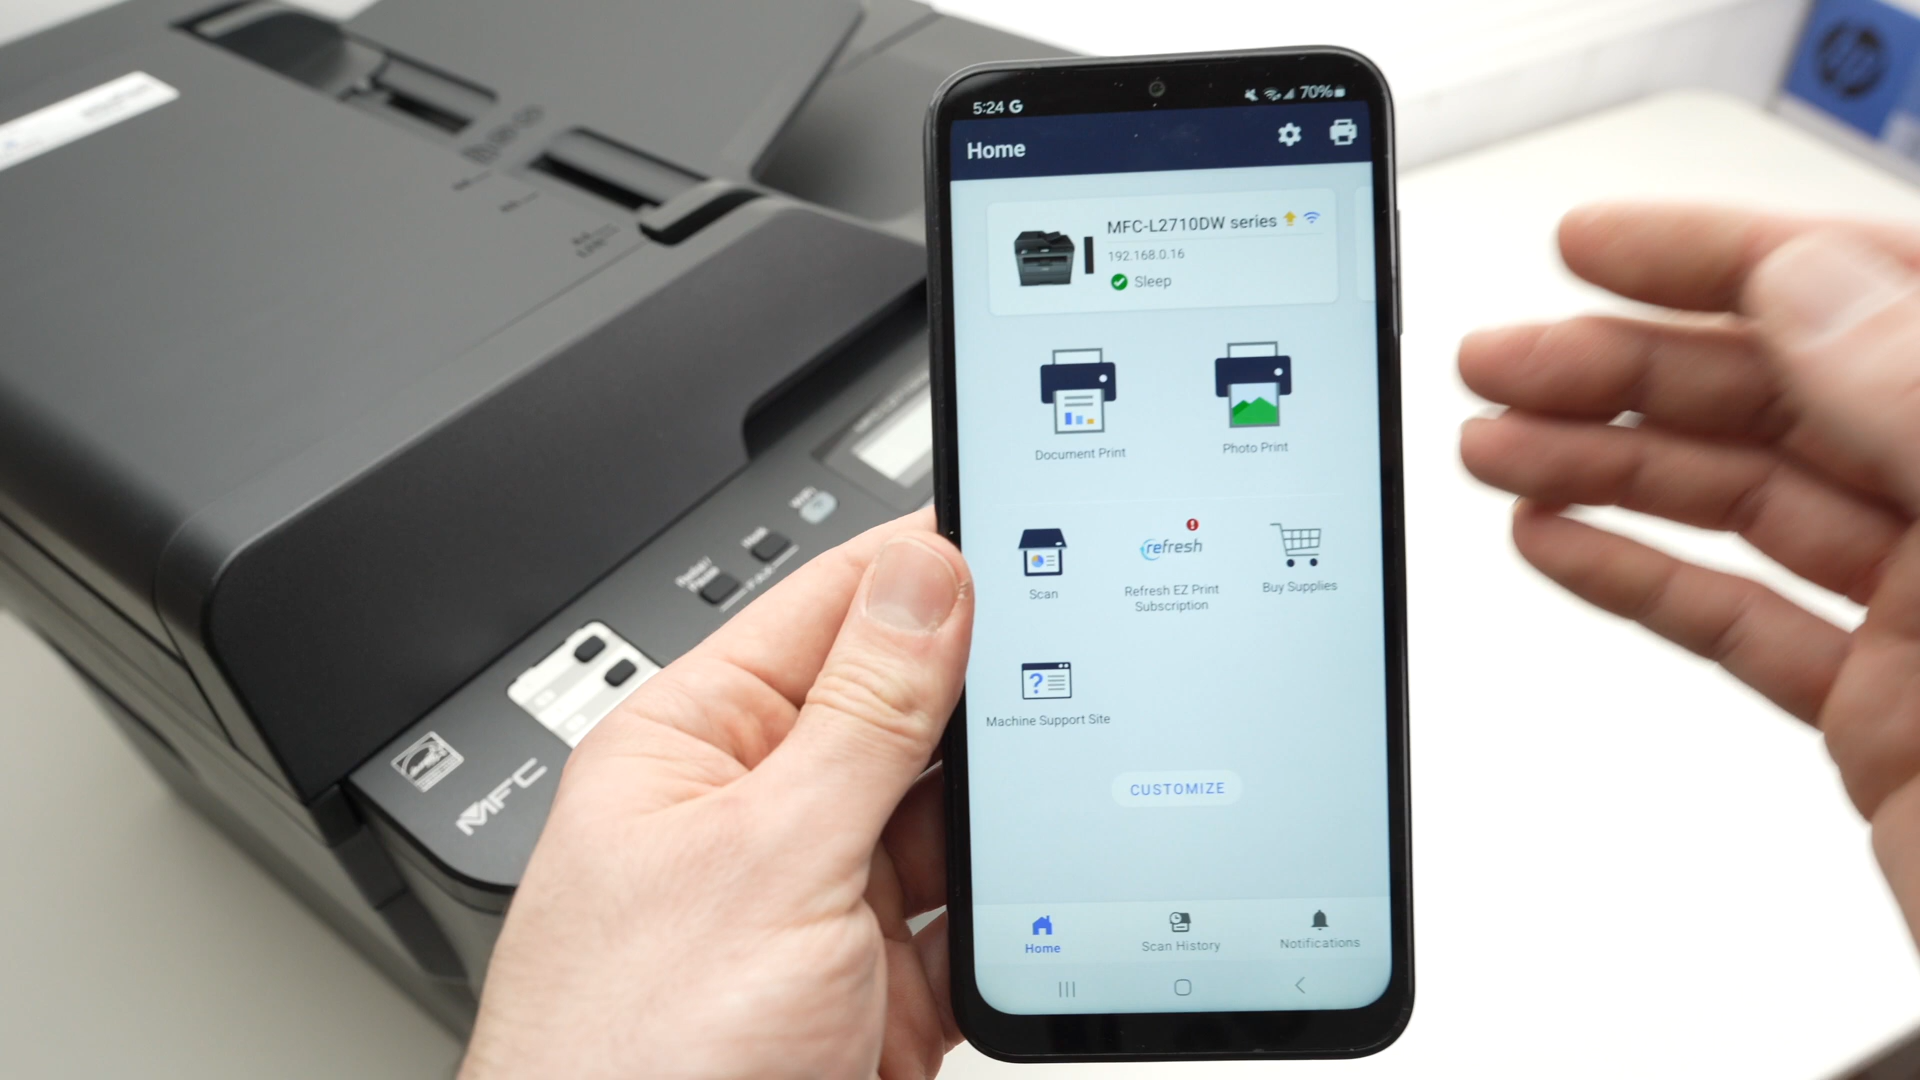 5:24 G
70%
Home
MFC-L2710DW series
192.168.0.16
Sleep
Document Print
Photo Print
refresh
Scan
Refresh EZ Print
Subscription
Buy Supplies
?
Machine Support Site
CUSTOMIZE
Home
Scan History
Notifications
MFC
WiFi
hp